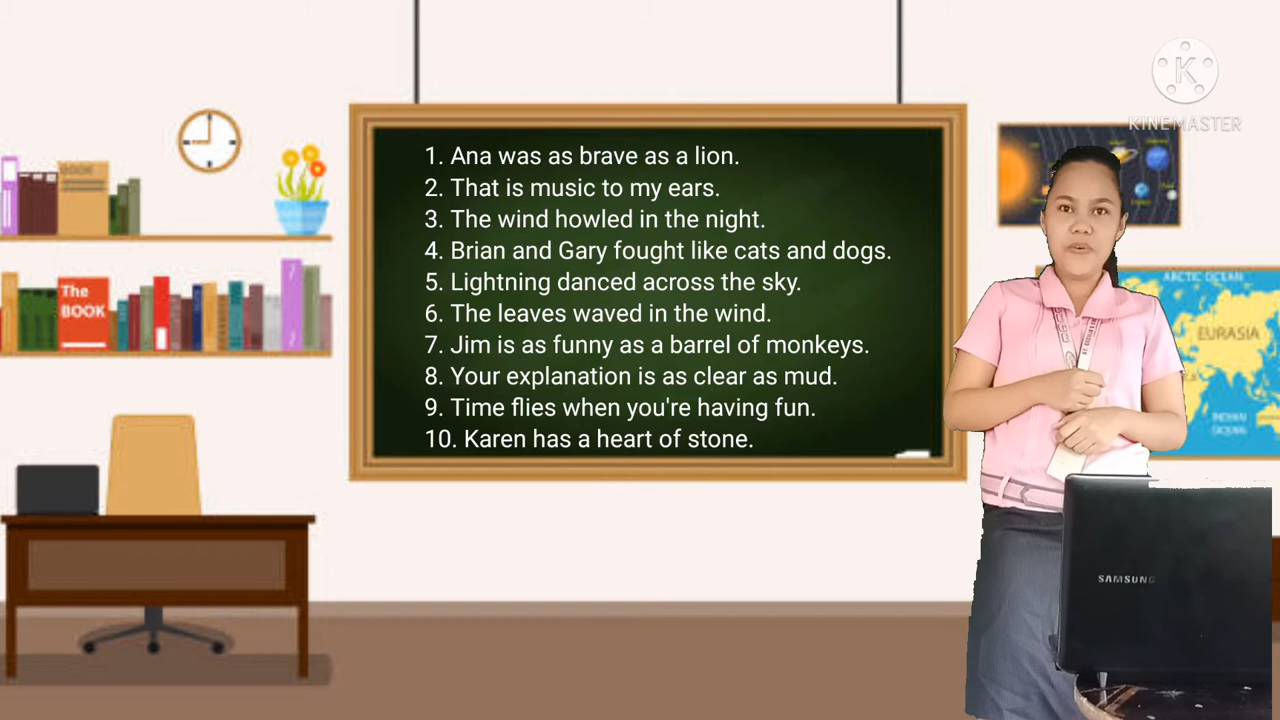 KINEMASTER
1. Ana was as brave as a lion.
2. That is music to my ears.
3. The wind howled in the night.
4. Brian and Gary fought like cats and dogs.
5. Lightning danced across the sky.
6. The leaves waved in the wind.
7. Jim is as funny as a barrel of monkeys.
8. Your explanation is as clear as mud.
9. Time flies when you're having fun.
10. Karen has a heart of stone.
BOOK
The
BOOK
ARCTIC OCEAN
EURASIA
INDIAN
OCEAN
SAMSUNG